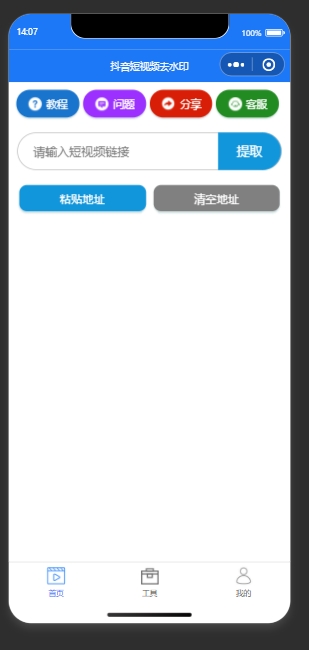 14:07 100%
抖音短视频去水印
教程 问题 分享 客服
请输入短视频链接 提取
粘贴地址 清空地址
首页 工具 我的